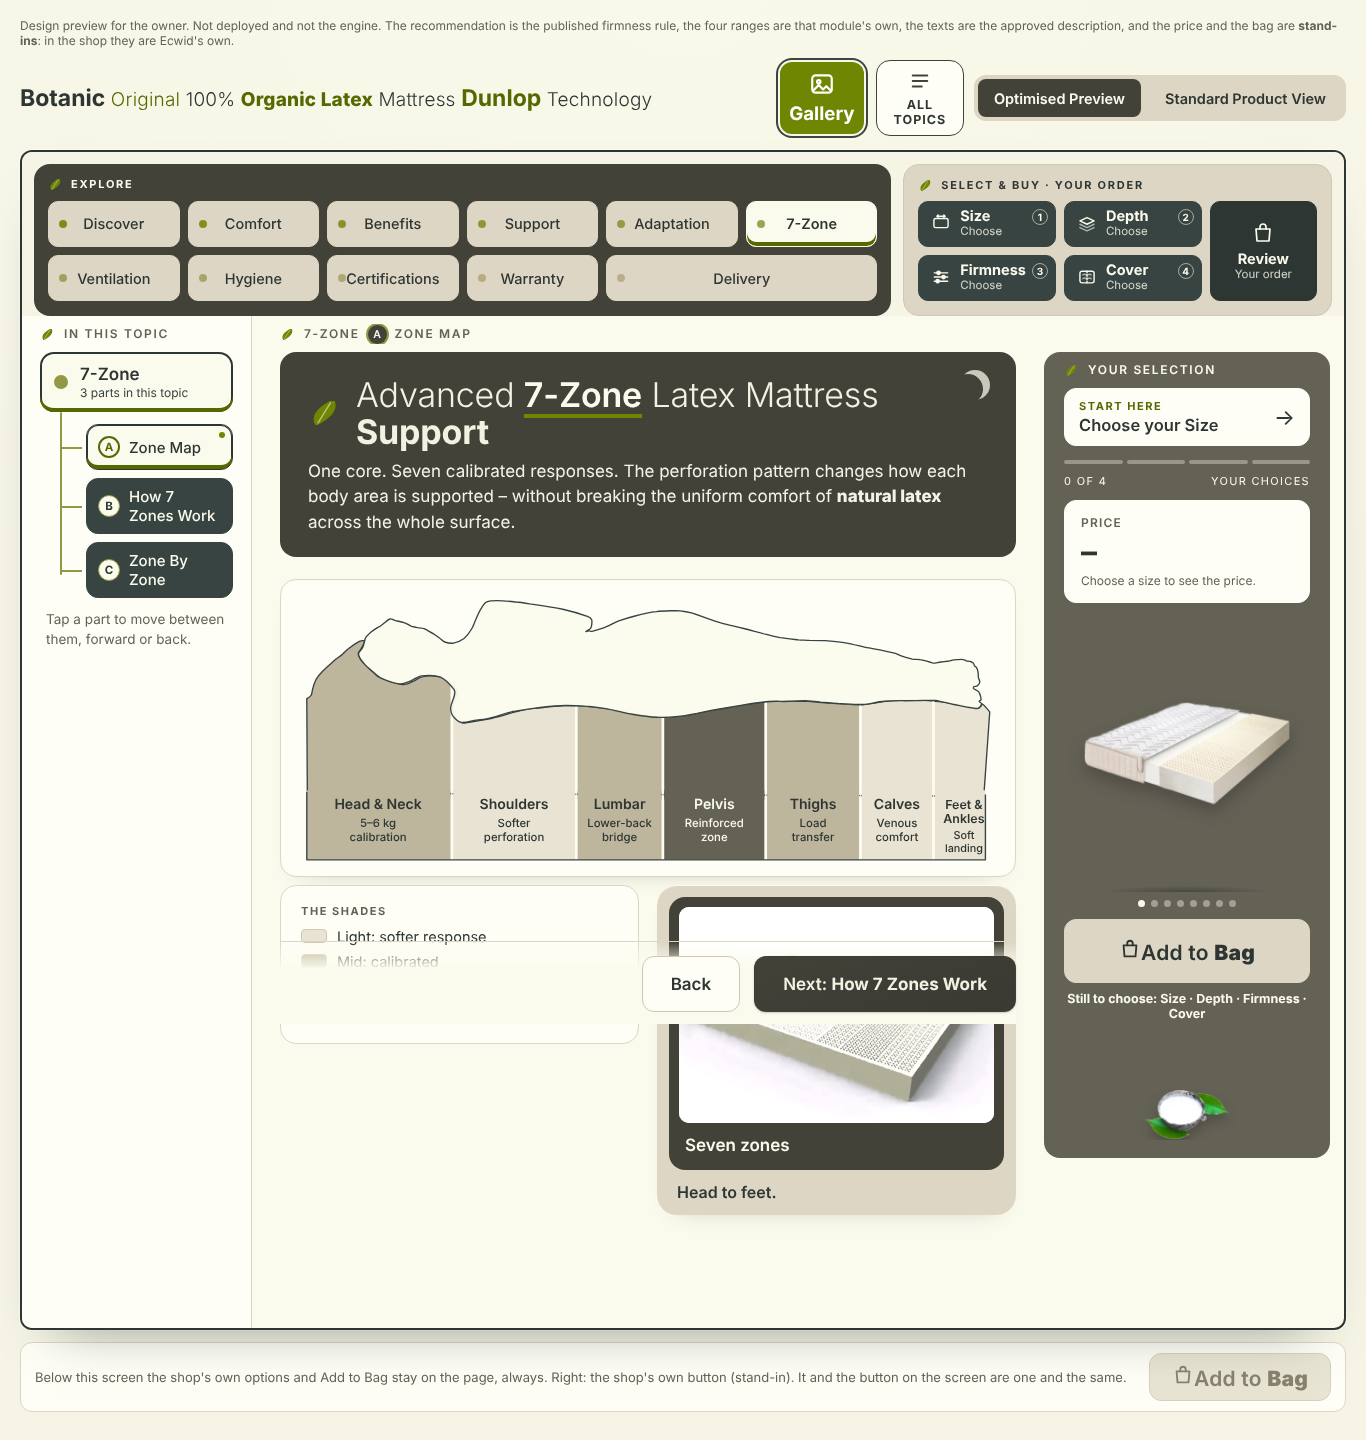 Design preview for the owner. Not deployed and not the engine. The recommendation is the published firmness rule, the four ranges are that module's own, the texts are the approved description, and the price and the bag are stand-
ins: in the shop they are Ecwid's own.
Botanic Original 100% Organic Latex Mattress Dunlop Technology
Gallery
ALL
TOPICS
Optimised Preview
Standard Product View
EXPLORE
Discover
Comfort
Benefits
Support
Adaptation
7-Zone
Ventilation
Hygiene
Certifications
Warranty
Delivery
SELECT & BUY · YOUR ORDER
Size
Choose
1
Depth
Choose
2
Firmness
Choose
3
Cover
Choose
4
Review
Your order
IN THIS TOPIC
7-Zone
3 parts in this topic
A
Zone Map
B
How 7
Zones Work
C
Zone By
Zone
Tap a part to move between
them, forward or back.
7-ZONE A ZONE MAP
Advanced 7-Zone Latex Mattress
Support
One core. Seven calibrated responses. The perforation pattern changes how each
body area is supported – without breaking the uniform comfort of natural latex
across the whole surface.
Head & Neck
5–6 kg
calibration
Shoulders
Softer
perforation
Lumbar
Lower-back
bridge
Pelvis
Reinforced
zone
Thighs
Load
transfer
Calves
Venous
comfort
Feet &
Ankles
Soft
landing
THE SHADES
Light: softer response
Mid: calibrated
Back
Next: How 7 Zones Work
Seven zones
Head to feet.
YOUR SELECTION
START HERE
Choose your Size
0 OF 4
YOUR CHOICES
PRICE
–
Choose a size to see the price.
Add to Bag
Still to choose: Size · Depth · Firmness ·
Cover
Below this screen the shop's own options and Add to Bag stay on the page, always. Right: the shop's own button (stand-in). It and the button on the screen are one and the same.
Add to Bag